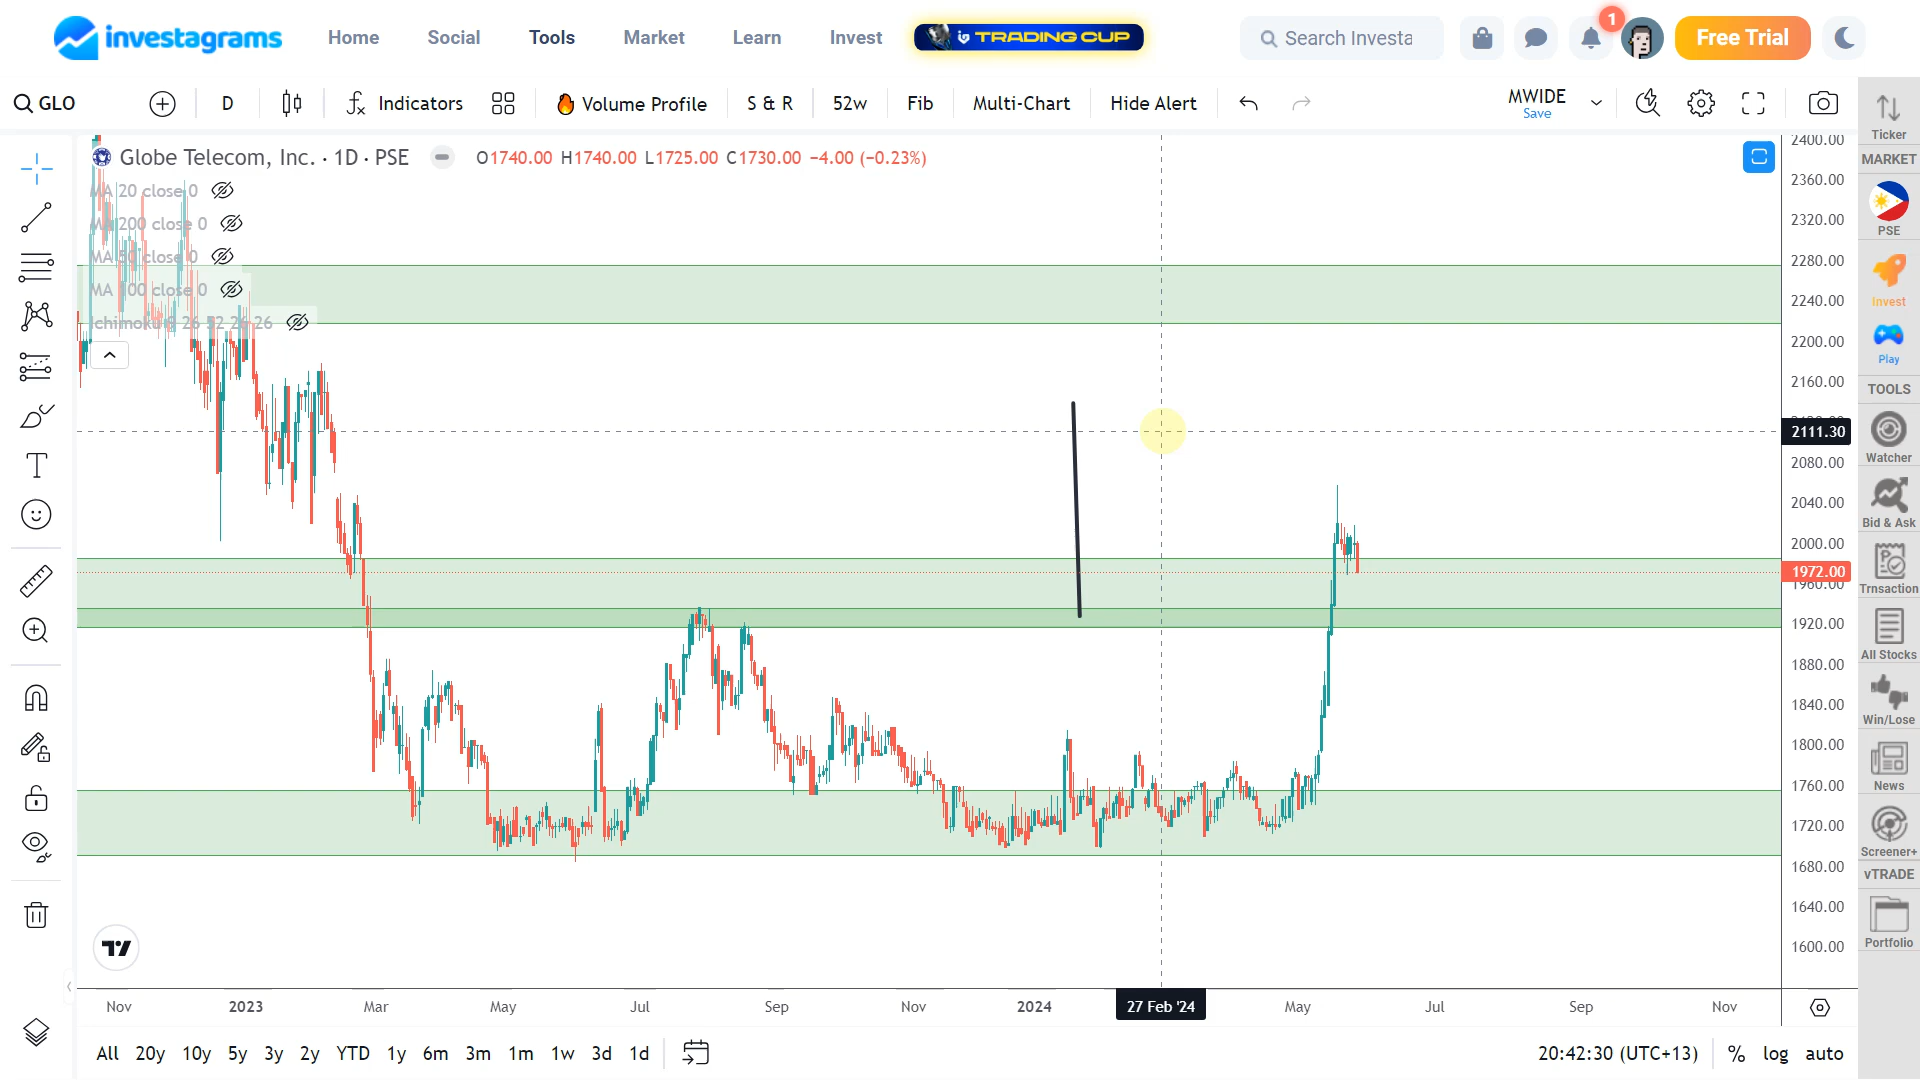 investagrams Home Social Tools Market Learn Invest TRADING CUP Search Investa 1 Free Trial
GLO D Indicators Volume Profile S & R 52w Fib Multi-Chart Hide Alert MWIDE
Save
Globe Telecom, Inc. · 1D · PSE O1740.00 H1740.00 L1725.00 C1730.00 −4.00 (−0.23%)
MA 20 close 0
MA 200 close 0
MA 50 close 0
MA 100 close 0
Ichimoku 9 26 52 26 26
2400.00
2360.00
2320.00
2280.00
2240.00
2200.00
2160.00
2111.30
2080.00
2040.00
2000.00
1972.00
1960.00
1920.00
1880.00
1840.00
1800.00
1760.00
1720.00
1680.00
1640.00
1600.00
Nov 2023 Mar May Jul Sep Nov 2024 27 Feb '24 May Jul Sep Nov
All 20y 10y 5y 3y 2y YTD 1y 6m 3m 1m 1w 3d 1d 20:42:30 (UTC+13) % log auto
Ticker
MARKET
PSE
Invest
Play
TOOLS
Watcher
Bid & Ask
Trnsaction
All Stocks
Win/Lose
News
Screener+
vTRADE
Portfolio